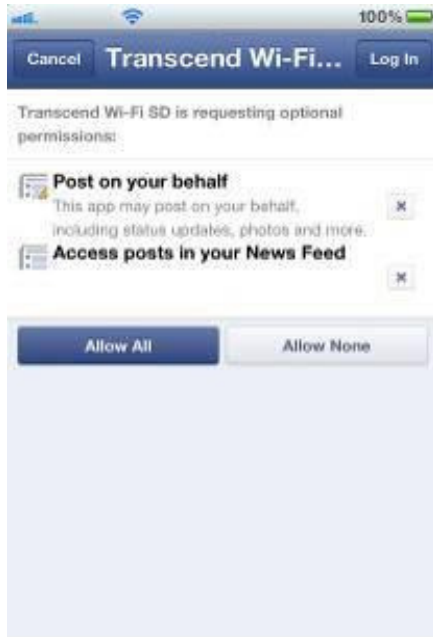 100%
Cancel Transcend Wi-Fi... Log In
Transcend Wi-Fi SD is requesting optional
permissions:
Post on your behalf
This app may post on your behalf,
including status updates, photos and more.
Access posts in your News Feed
Allow All Allow None